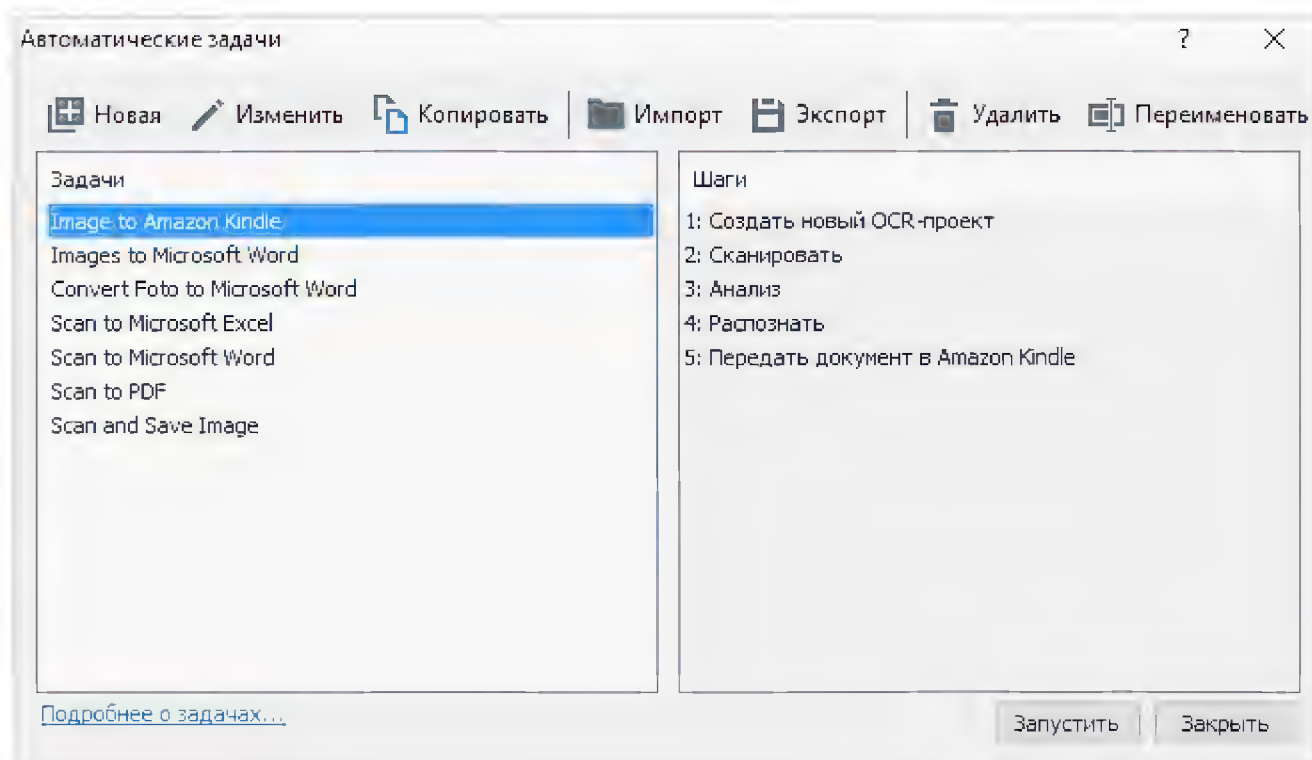 Автоматические задачи ? ×
Новая Изменить Копировать Импорт Экспорт Удалить Переименовать
Задачи
Image to Amazon Kindle
Images to Microsoft Word
Convert Foto to Microsoft Word
Scan to Microsoft Excel
Scan to Microsoft Word
Scan to PDF
Scan and Save Image
Шаги
1: Создать новый OCR-проект
2: Сканировать
3: Анализ
4: Распознать
5: Передать документ в Amazon Kindle
Подробнее о задачах...
Запустить Закрыть